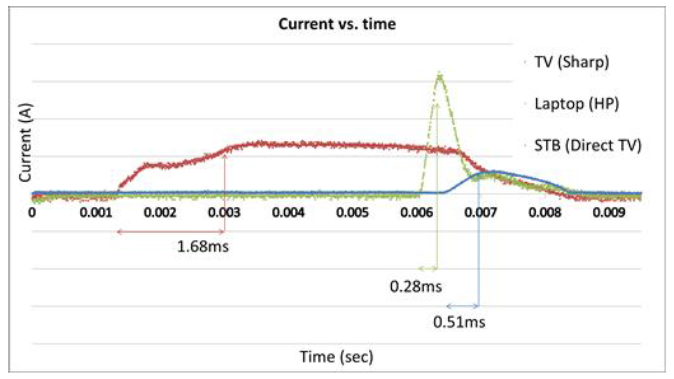 Current vs. time
TV (Sharp)
Laptop (HP)
STB (Direct TV)
Current (A)
0 0.001 0.002 0.003 0.004 0.005 0.006 0.007 0.008 0.009
1.68ms
0.28ms
0.51ms
Time (sec)